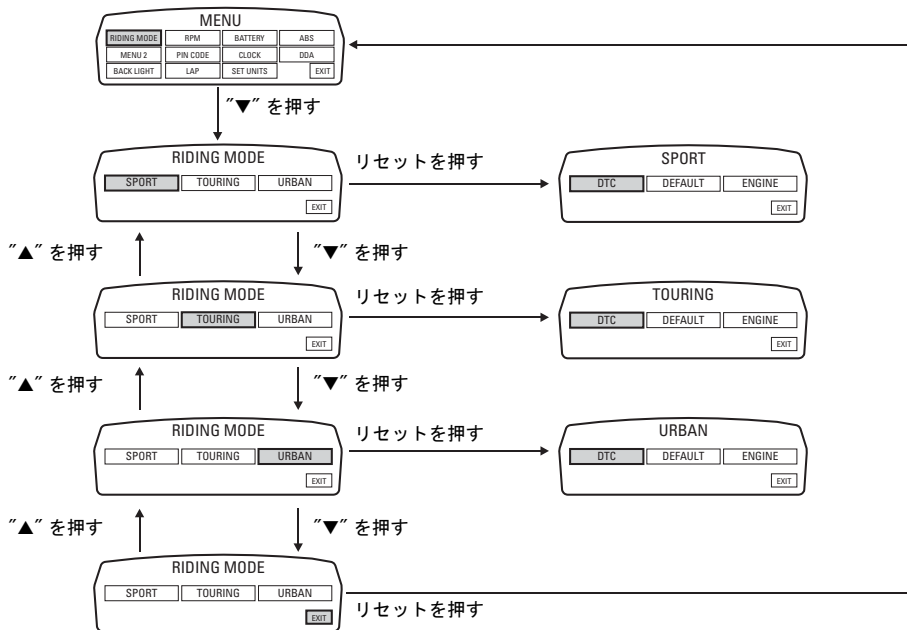 MENU
RIDING MODE RPM BATTERY ABS
MENU 2 PIN CODE CLOCK DDA
BACK LIGHT LAP SET UNITS EXIT
"▼" を押す
RIDING MODE
SPORT TOURING URBAN
EXIT
リセットを押す
SPORT
DTC DEFAULT ENGINE
EXIT
"▲" を押す
"▼" を押す
RIDING MODE
SPORT TOURING URBAN
EXIT
リセットを押す
TOURING
DTC DEFAULT ENGINE
EXIT
"▲" を押す
"▼" を押す
RIDING MODE
SPORT TOURING URBAN
EXIT
リセットを押す
URBAN
DTC DEFAULT ENGINE
EXIT
"▲" を押す
"▼" を押す
RIDING MODE
SPORT TOURING URBAN
EXIT
リセットを押す